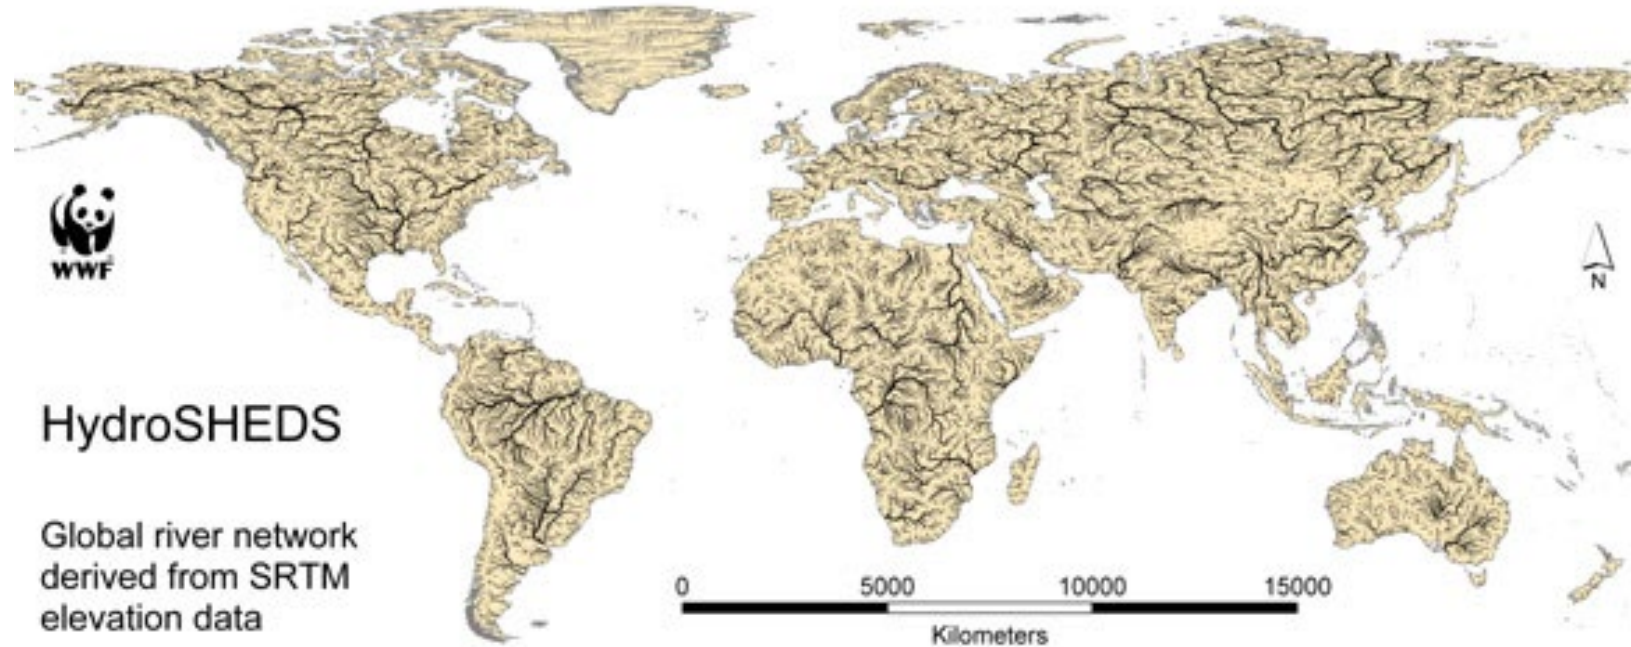 WWF
N
HydroSHEDS
Global river network
derived from SRTM
elevation data
0 5000 10000 15000
Kilometers